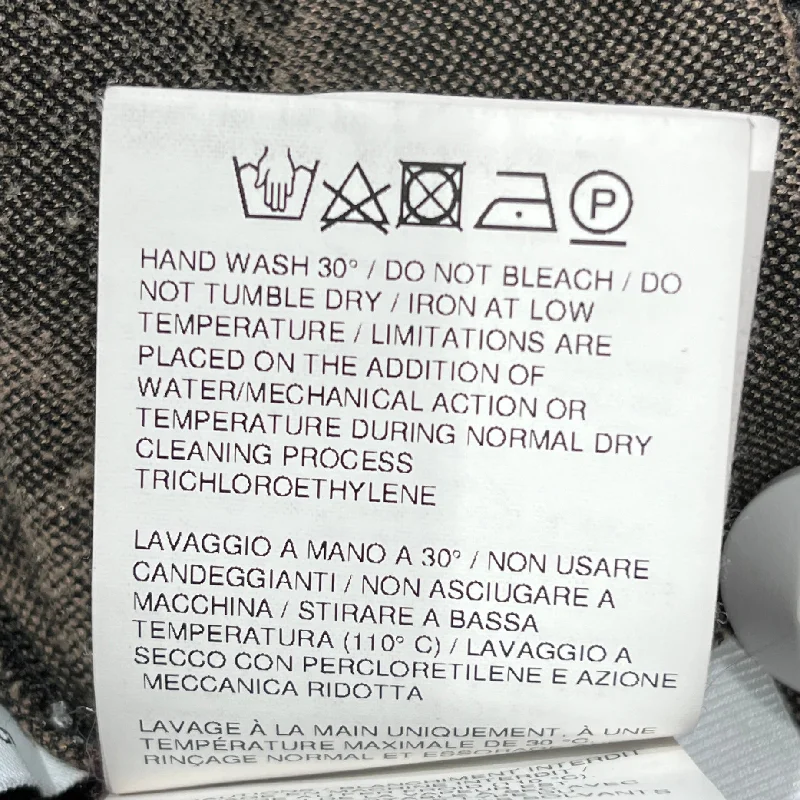 P
HAND WASH 30° / DO NOT BLEACH / DO
NOT TUMBLE DRY / IRON AT LOW
TEMPERATURE / LIMITATIONS ARE
PLACED ON THE ADDITION OF
WATER/MECHANICAL ACTION OR
TEMPERATURE DURING NORMAL DRY
CLEANING PROCESS
TRICHLOROETHYLENE
LAVAGGIO A MANO A 30° / NON USARE
CANDEGGIANTI / NON ASCIUGARE A
MACCHINA / STIRARE A BASSA
TEMPERATURA (110° C) / LAVAGGIO A
SECCO CON PERCLORETILENE E AZIONE
MECCANICA RIDOTTA
LAVAGE À LA MAIN UNIQUEMENT, À UNE
TEMPÉRATURE MAXIMALE DE 30 °C,
RINÇAGE NORMAL ET